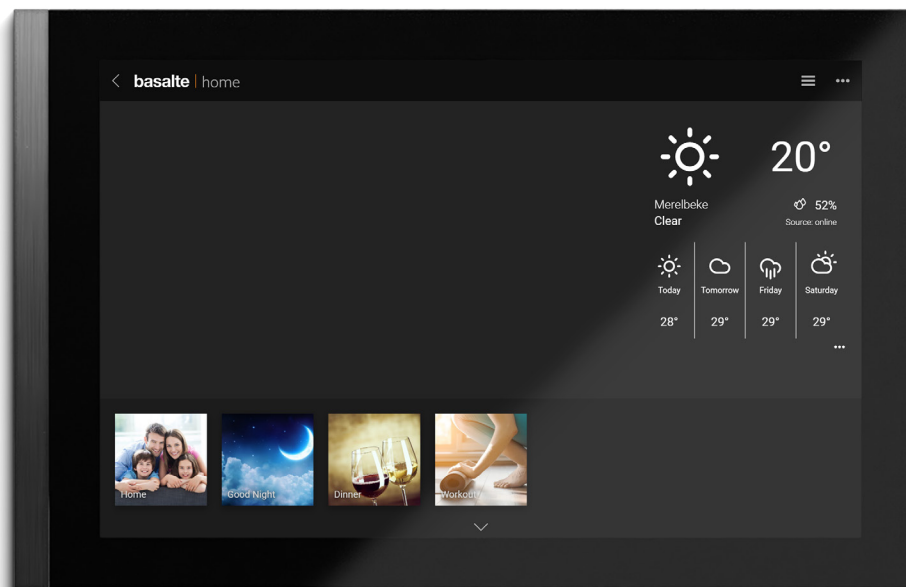 basalte | home
20°
Merelbeke
52%
Clear
Source: online
Today
Tomorrow
Friday
Saturday
28°
29°
29°
29°
Home
Good Night
Dinner
Workout